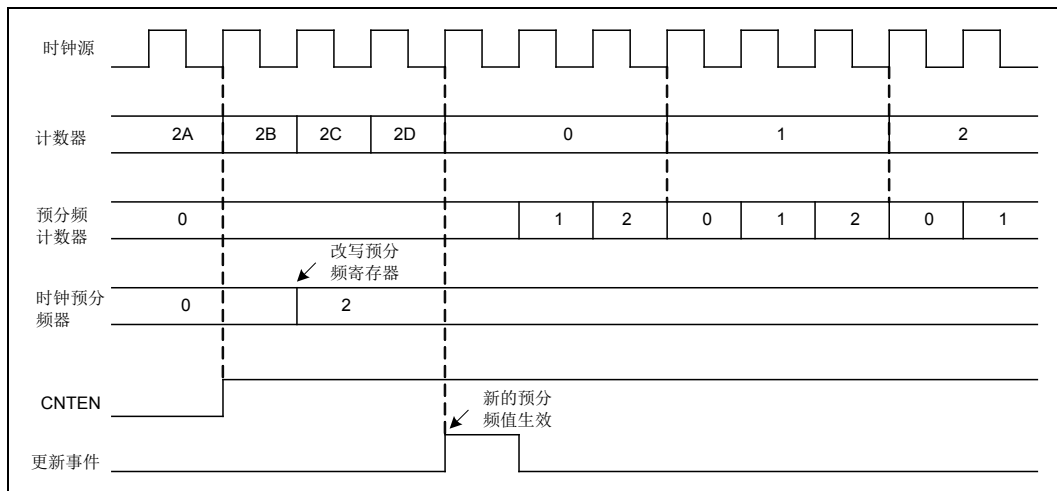 时钟源
计数器
2A 2B 2C 2D 0 1 2
预分频
计数器
0 1 2 0 1 2 0 1
改写预分
频寄存器
时钟预分
频器
0 2
CNTEN
新的预分
频值生效
更新事件